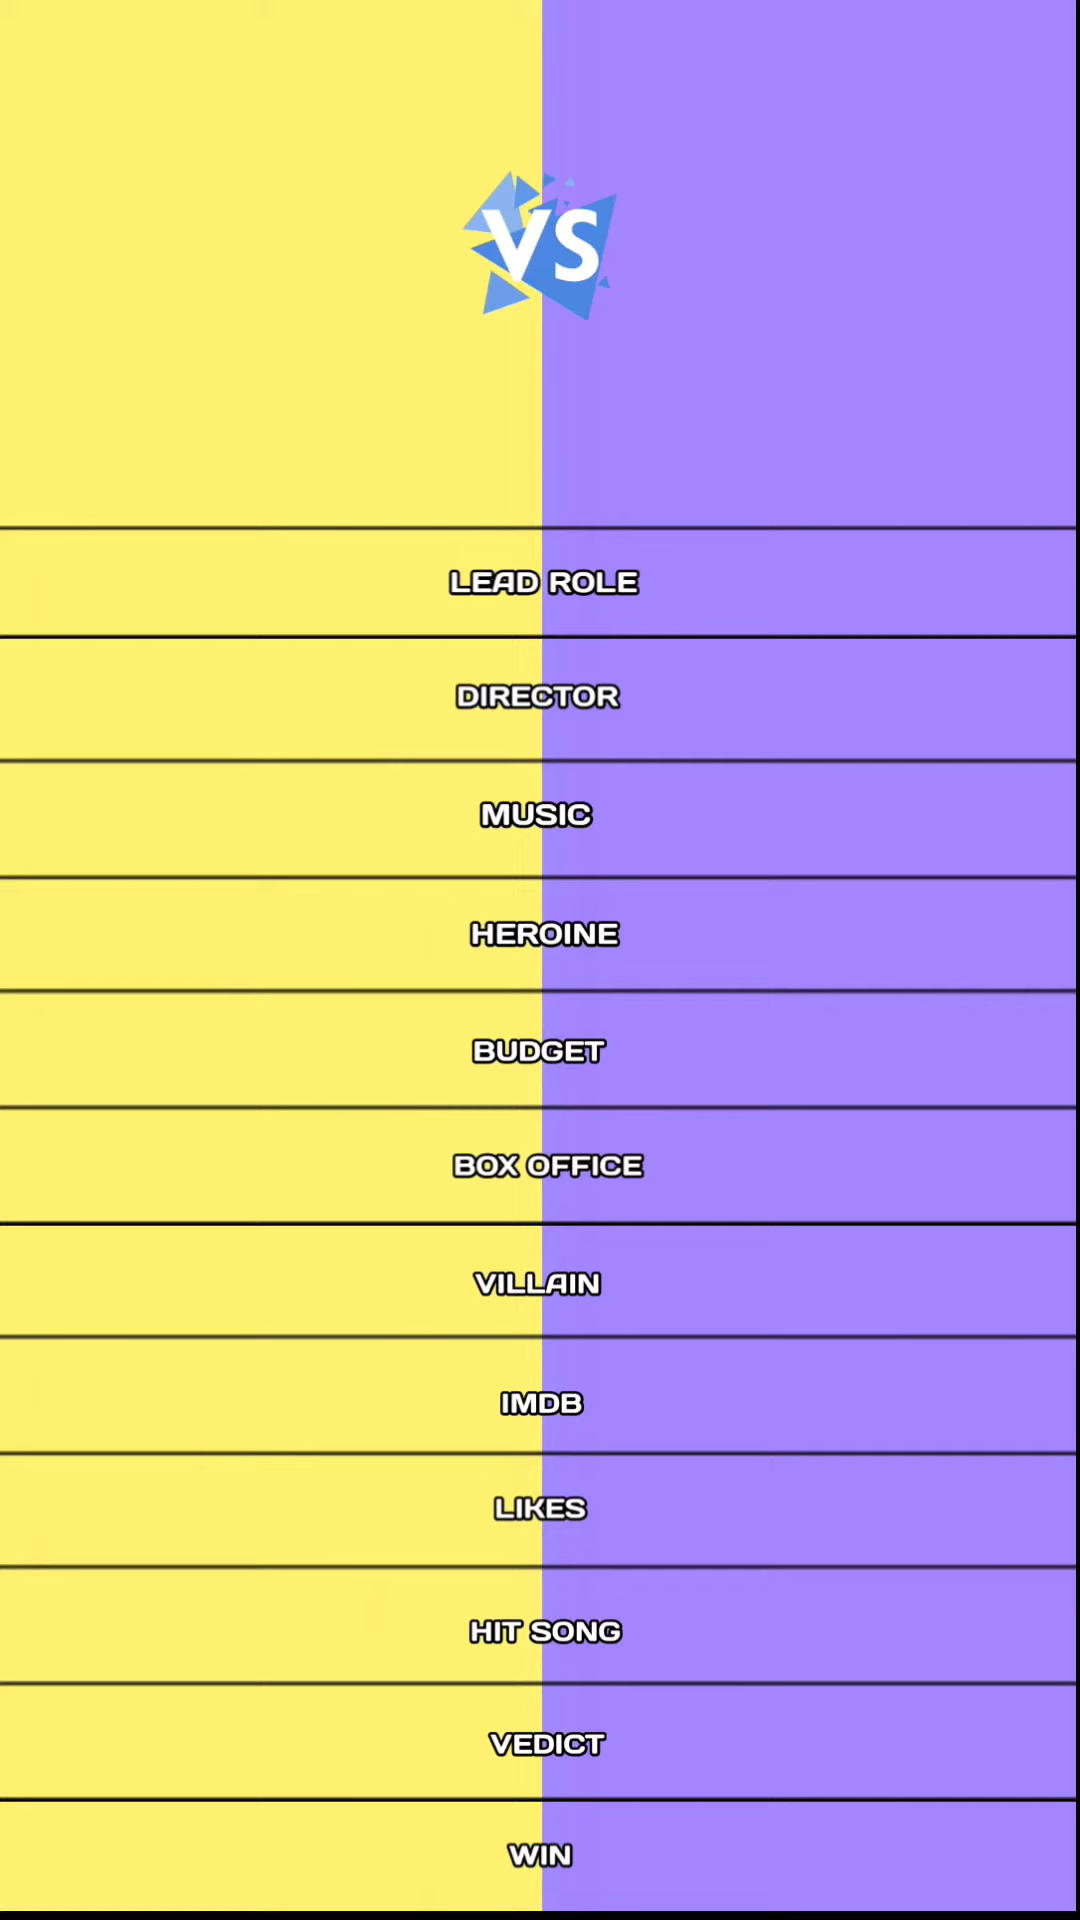 VS
LEAD ROLE
DIRECTOR
MUSIC
HEROINE
BUDGET
BOX OFFICE
VILLAIN
IMDB
LIKES
HIT SONG
VEDICT
WIN